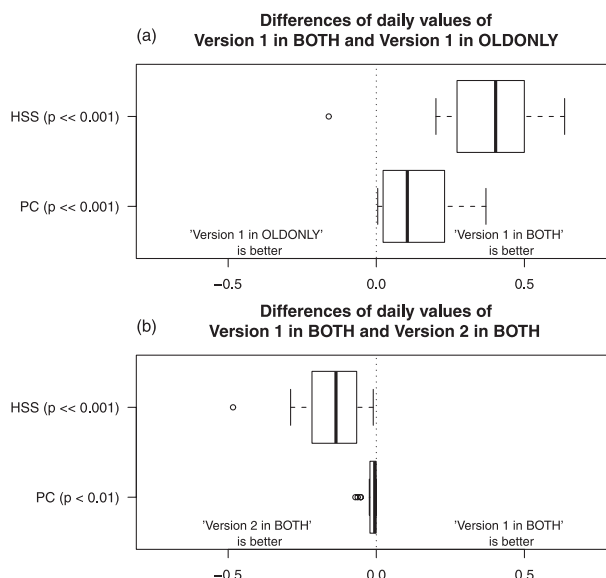 (a)
Differences of daily values of
Version 1 in BOTH and Version 1 in OLDONLY
HSS (p << 0.001)
PC (p << 0.001)
'Version 1 in OLDONLY'
is better
'Version 1 in BOTH'
is better
−0.5
0.0
0.5
(b)
Differences of daily values of
Version 1 in BOTH and Version 2 in BOTH
HSS (p << 0.001)
PC (p < 0.01)
'Version 2 in BOTH'
is better
'Version 1 in BOTH'
is better
−0.5
0.0
0.5